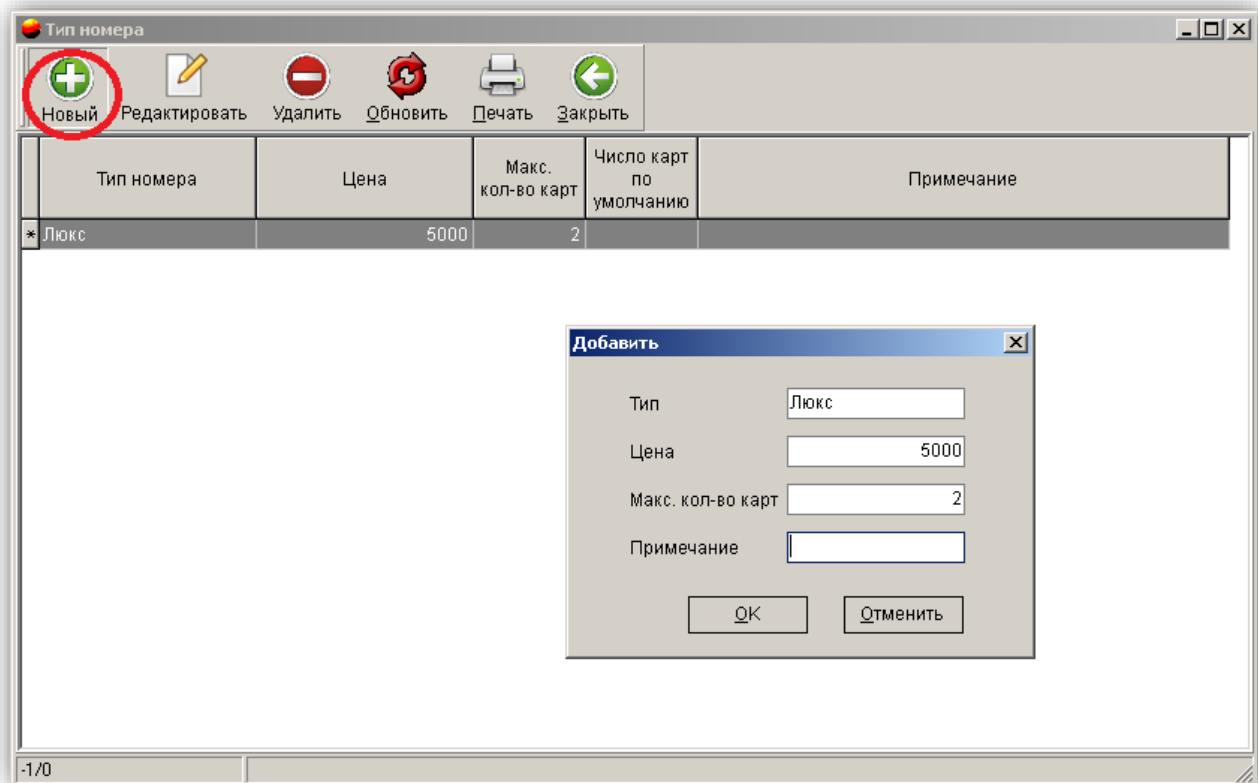 Тип номера
Новый Редактировать Удалить Обновить Печать Закрыть
Тип номера Цена Макс. кол-во карт Число карт по умолчанию Примечание
* Люкс 5000 2
Добавить
Тип Люкс
Цена 5000
Макс. кол-во карт 2
Примечание
OK Отменить
-1/0